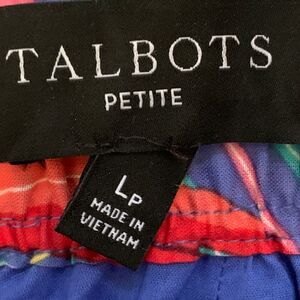 TALBOTS
PETITE
LP
MADE IN
VIETNAM